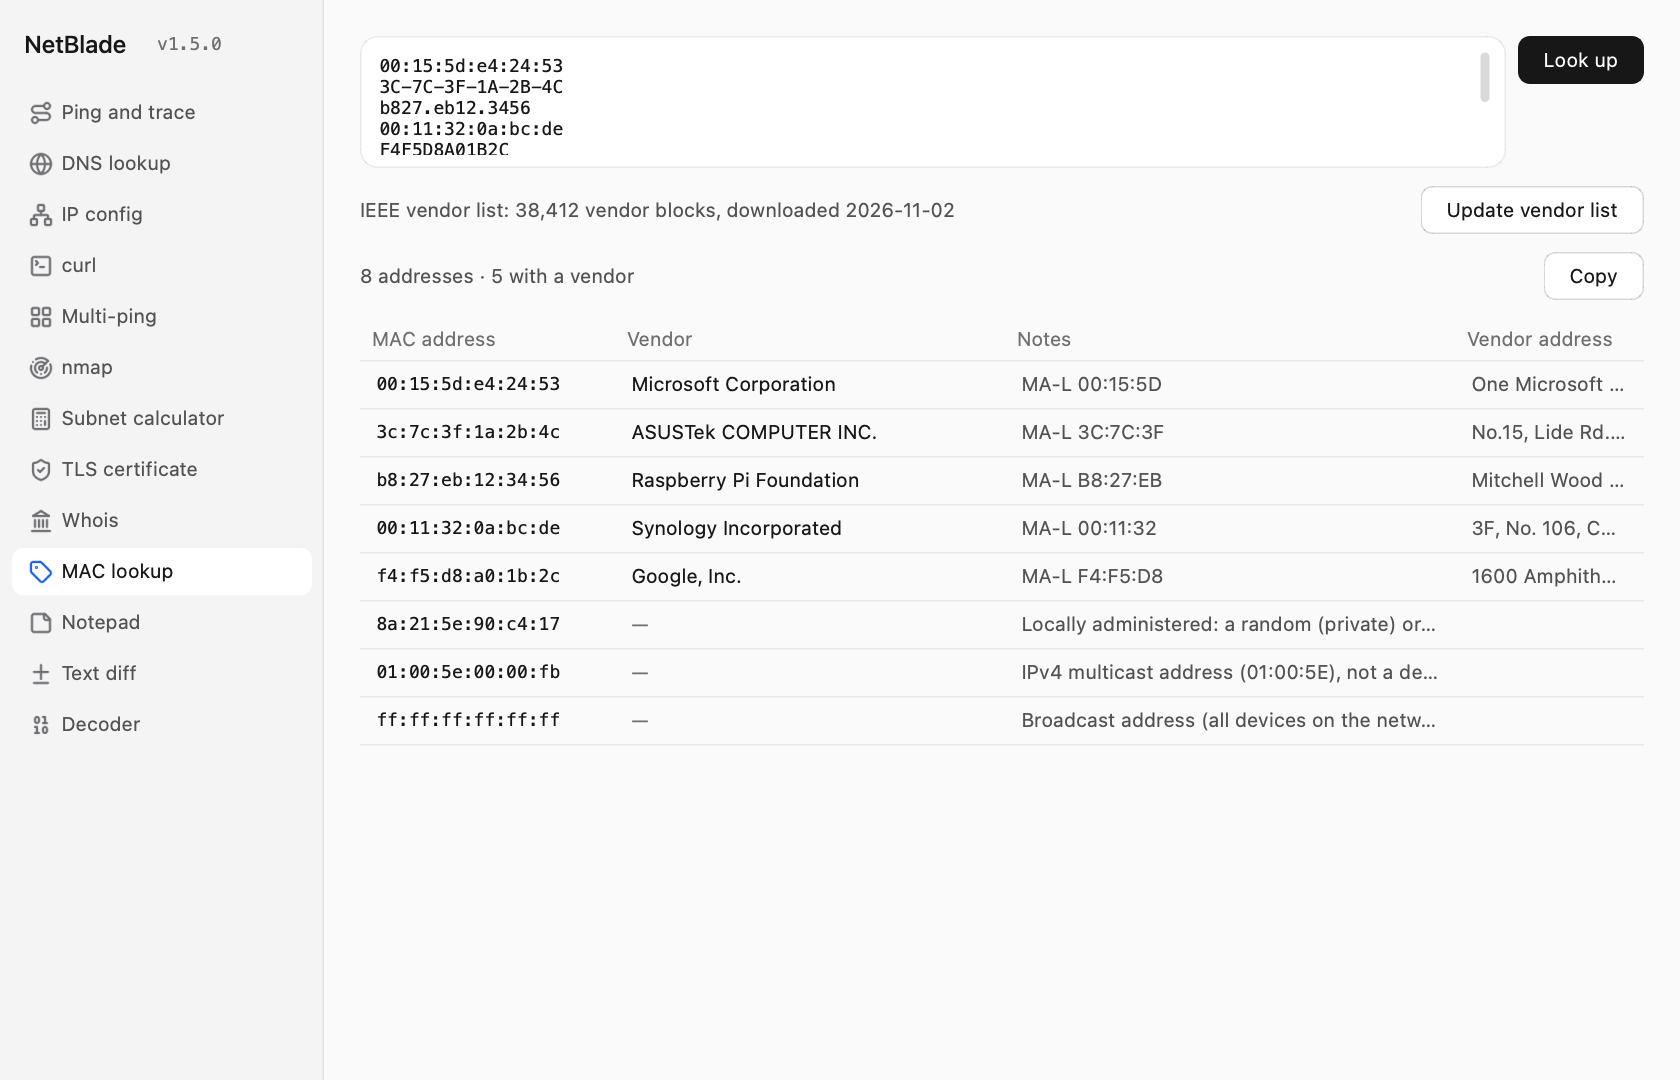 NetBlade v1.5.0
Ping and trace
DNS lookup
IP config
curl
Multi-ping
nmap
Subnet calculator
TLS certificate
Whois
MAC lookup
Notepad
Text diff
Decoder
00:15:5d:e4:24:53
3C-7C-3F-1A-2B-4C
b827.eb12.3456
00:11:32:0a:bc:de
F4F5D8A01B2C
Look up
IEEE vendor list: 38,412 vendor blocks, downloaded 2026-11-02
Update vendor list
8 addresses · 5 with a vendor
Copy
MAC address Vendor Notes Vendor address
00:15:5d:e4:24:53 Microsoft Corporation MA-L 00:15:5D One Microsoft ...
3c:7c:3f:1a:2b:4c ASUSTek COMPUTER INC. MA-L 3C:7C:3F No.15, Lide Rd....
b8:27:eb:12:34:56 Raspberry Pi Foundation MA-L B8:27:EB Mitchell Wood ...
00:11:32:0a:bc:de Synology Incorporated MA-L 00:11:32 3F, No. 106, C...
f4:f5:d8:a0:1b:2c Google, Inc. MA-L F4:F5:D8 1600 Amphith...
8a:21:5e:90:c4:17 — Locally administered: a random (private) or...
01:00:5e:00:00:fb — IPv4 multicast address (01:00:5E), not a de...
ff:ff:ff:ff:ff:ff — Broadcast address (all devices on the netw...